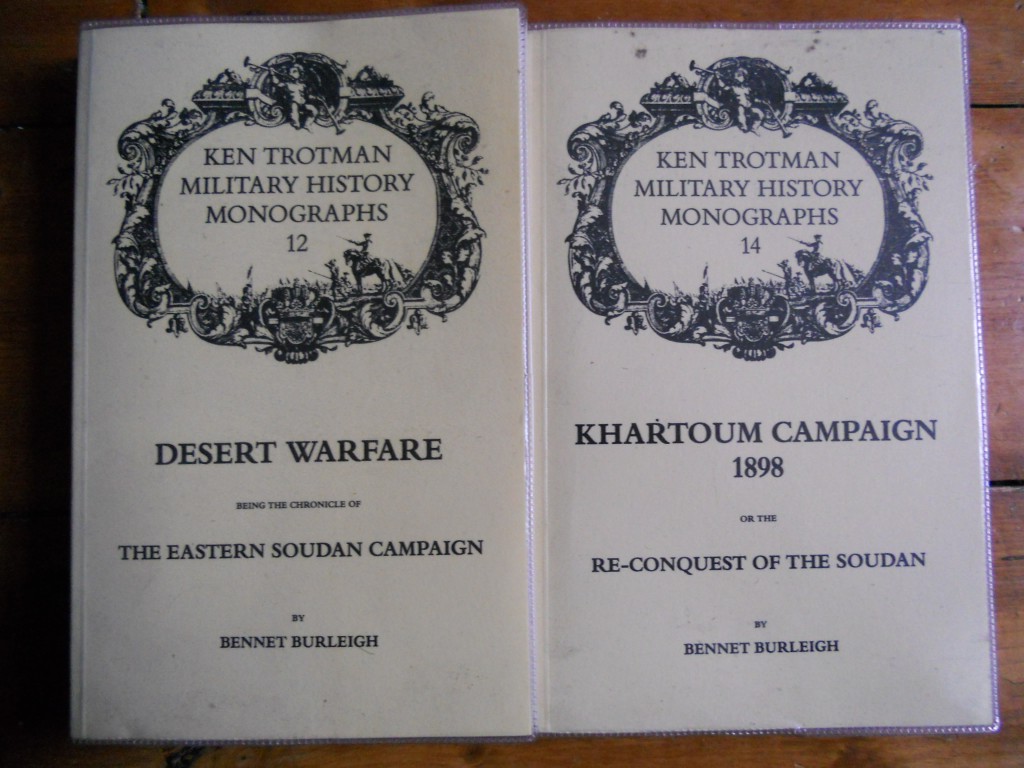 KEN TROTMAN
MILITARY HISTORY
MONOGRAPHS
12
DESERT WARFARE
BEING THE CHRONICLE OF
THE EASTERN SOUDAN CAMPAIGN
BY
BENNET BURLEIGH
KEN TROTMAN
MILITARY HISTORY
MONOGRAPHS
14
KHARTOUM CAMPAIGN
1898
OR THE
RE-CONQUEST OF THE SOUDAN
BY
BENNET BURLEIGH